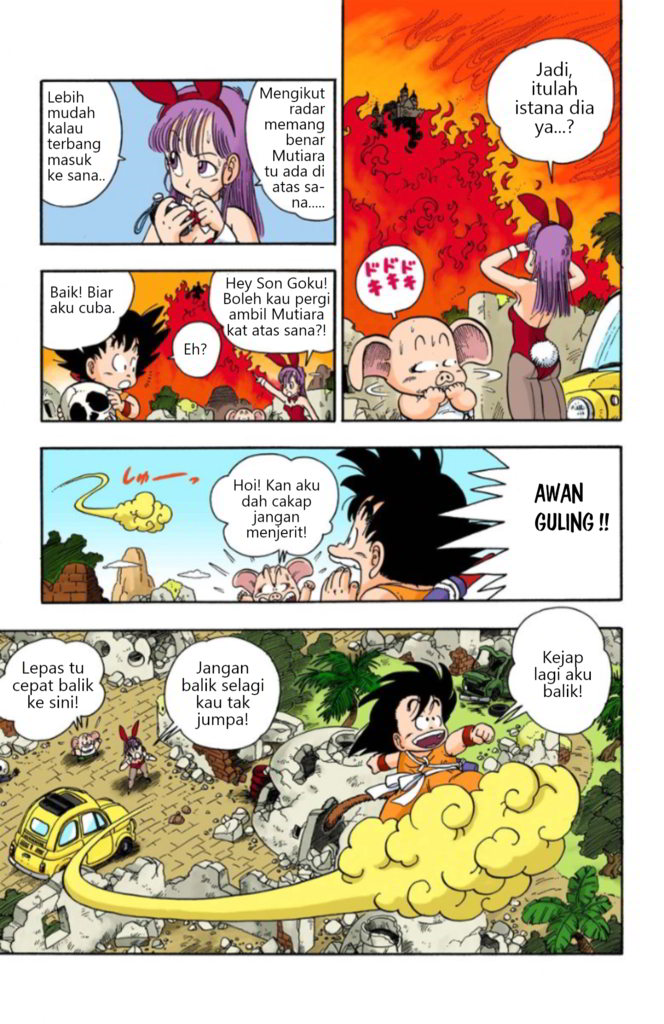 Jadi,
itulah
istana dia
ya...?
ドドド
キキキ
Mengikut
radar
memang
benar
Mutiara
tu ada di
atas sa-
na.....
Lebih
mudah
kalau
terbang
masuk
ke sana..
Hey Son Goku!
Boleh kau pergi
ambil Mutiara
kat atas sana?!
Eh?
Baik! Biar
aku cuba.
AWAN
GULING !!
Hoi! Kan aku
dah cakap
jangan
menjerit!
しゅーっ
Kejap
lagi aku
balik!
Jangan
balik selagi
kau tak
jumpa!
Lepas tu
cepat balik
ke sini!